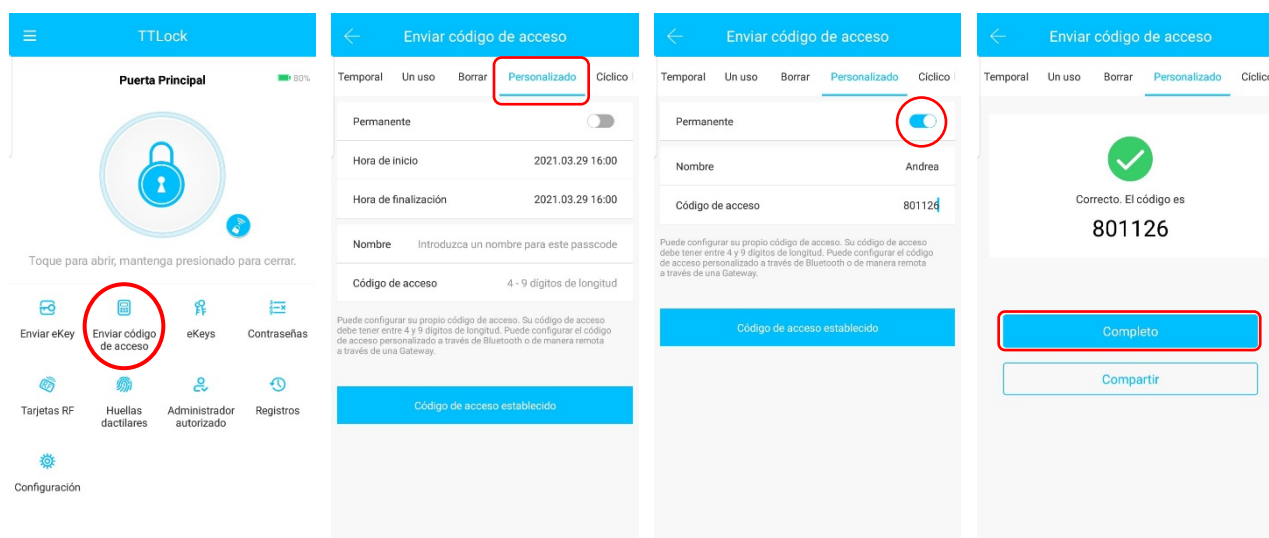 TTLock
Puerta Principal
80%
Toque para abrir, mantenga presionado para cerrar.
Enviar eKey
Enviar código
de acceso
eKeys
Contraseñas
Tarjetas RF
Huellas
dactilares
Administrador
autorizado
Registros
Configuración
Enviar código de acceso
Temporal Un uso Borrar Personalizado Cíclico
Permanente
Hora de inicio 2021.03.29 16:00
Hora de finalización 2021.03.29 16:00
Nombre Introduzca un nombre para este passcode
Código de acceso 4 - 9 dígitos de longitud
Puede configurar su propio código de acceso. Su código de acceso
debe tener entre 4 y 9 dígitos de longitud. Puede configurar el código
de acceso personalizado a través de Bluetooth o de manera remota
a través de una Gateway.
Código de acceso establecido
Enviar código de acceso
Temporal Un uso Borrar Personalizado Cíclico
Permanente
Nombre Andrea
Código de acceso 801126
Puede configurar su propio código de acceso. Su código de acceso
debe tener entre 4 y 9 dígitos de longitud. Puede configurar el código
de acceso personalizado a través de Bluetooth o de manera remota
a través de una Gateway.
Código de acceso establecido
Enviar código de acceso
Temporal Un uso Borrar Personalizado Cíclico
Correcto. El código es
801126
Completo
Compartir